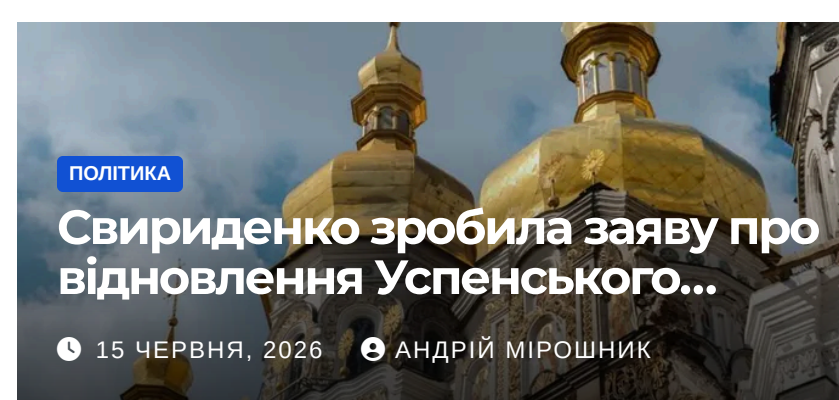 ПОЛІТИКА
Свириденко зробила заяву про
відновлення Успенського...
15 ЧЕРВНЯ, 2026 АНДРІЙ МІРОШНИК